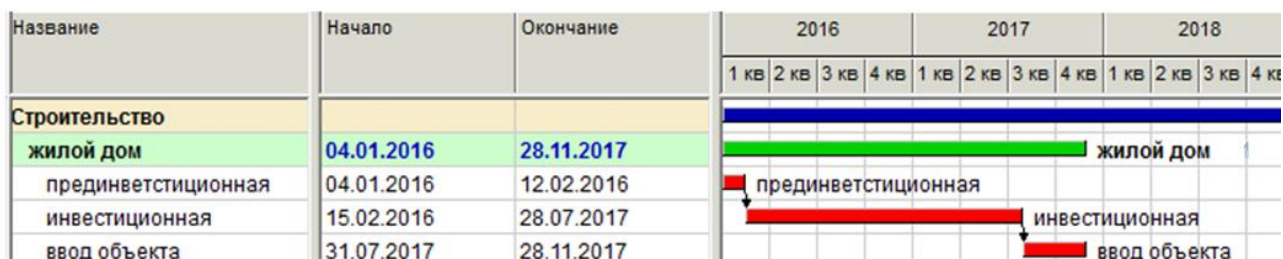 Название Начало Окончание 2016 2017 2018
1 кв 2 кв 3 кв 4 кв 1 кв 2 кв 3 кв 4 кв 1 кв 2 кв 3 кв 4 кв
Строительство
жилой дом 04.01.2016 28.11.2017 жилой дом
прединветстиционная 04.01.2016 12.02.2016 прединветстиционная
инвестиционная 15.02.2016 28.07.2017 инвестиционная
ввод объекта 31.07.2017 28.11.2017 ввод объекта